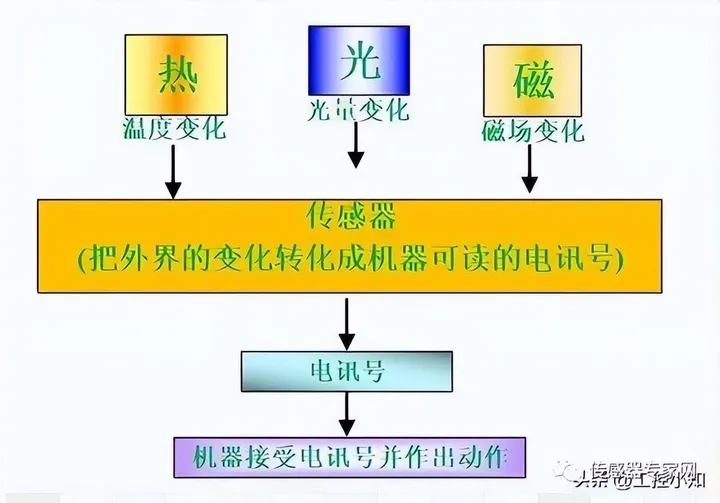 热
光
磁
温度变化
光量变化
磁场变化
传感器
(把外界的变化转化成机器可读的电讯号)
电讯号
机器接受电讯号并作出动作
传感器专家网
头条@工控小知